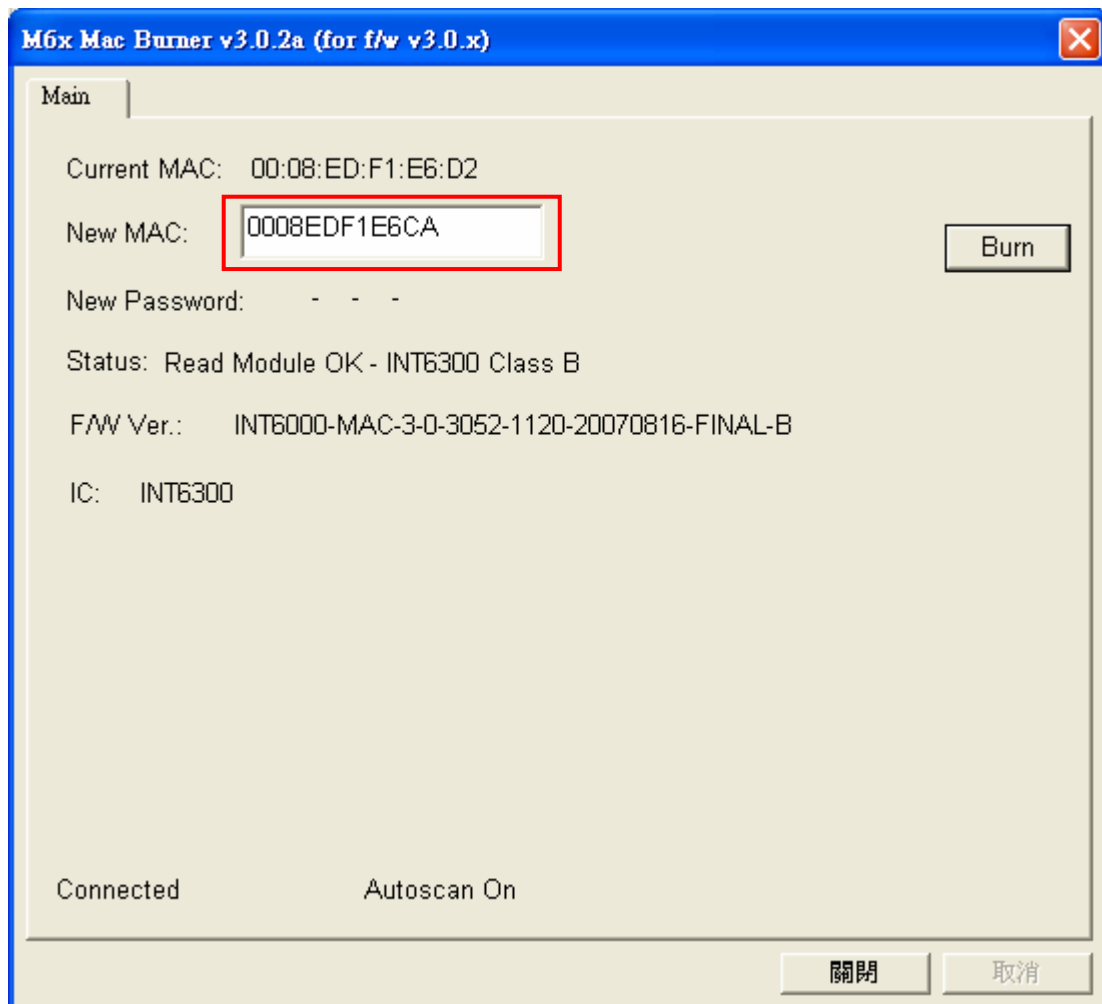 M6x Mac Burner v3.0.2a (for f/w v3.0.x)
Main
Current MAC: 00:08:ED:F1:E6:D2
New MAC: 0008EDF1E6CA
Burn
New Password: - - -
Status: Read Module OK - INT6300 Class B
F/W Ver.: INT6000-MAC-3-0-3052-1120-20070816-FINAL-B
IC: INT6300
Connected Autoscan On
關閉 取消